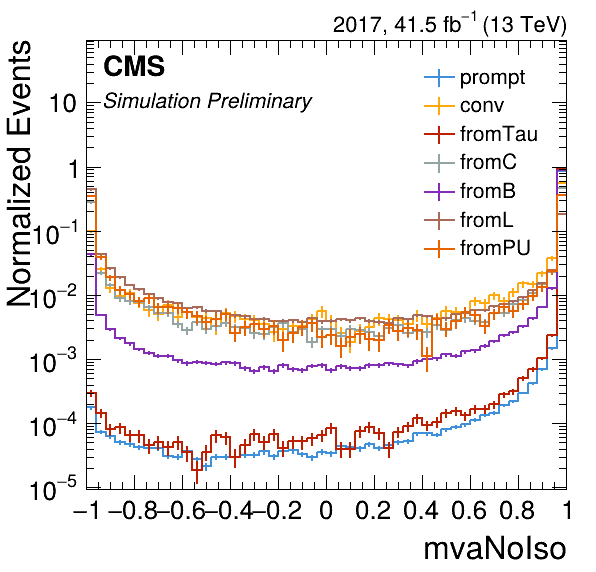 2017, 41.5 fb⁻¹ (13 TeV)
CMS
Simulation Preliminary
prompt
conv
fromTau
fromC
fromB
fromL
fromPU
Normalized Events
10
1
10⁻¹
10⁻²
10⁻³
10⁻⁴
10⁻⁵
−1 −0.8 −0.6 −0.4 −0.2 0 0.2 0.4 0.6 0.8 1
mvaNoIso